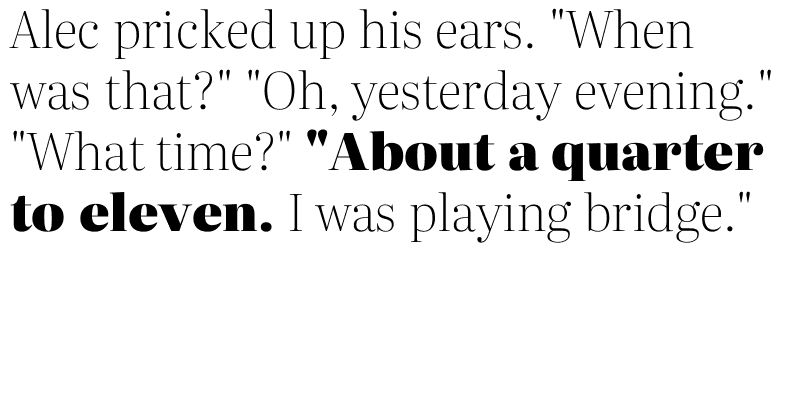 Alec pricked up his ears. "When
was that?" "Oh, yesterday evening."
"What time?" "About a quarter
to eleven. I was playing bridge."